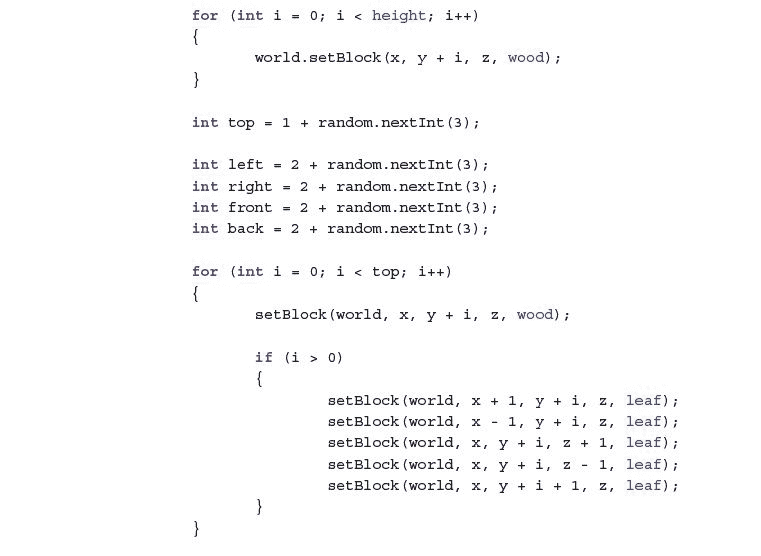 for (int i = 0; i < height; i++)
{
world.setBlock(x, y + i, z, wood);
}
int top = 1 + random.nextInt(3);
int left = 2 + random.nextInt(3);
int right = 2 + random.nextInt(3);
int front = 2 + random.nextInt(3);
int back = 2 + random.nextInt(3);
for (int i = 0; i < top; i++)
{
setBlock(world, x, y + i, z, wood);
if (i > 0)
{
setBlock(world, x + 1, y + i, z, leaf);
setBlock(world, x - 1, y + i, z, leaf);
setBlock(world, x, y + i, z + 1, leaf);
setBlock(world, x, y + i, z - 1, leaf);
setBlock(world, x, y + i + 1, z, leaf);
}
}